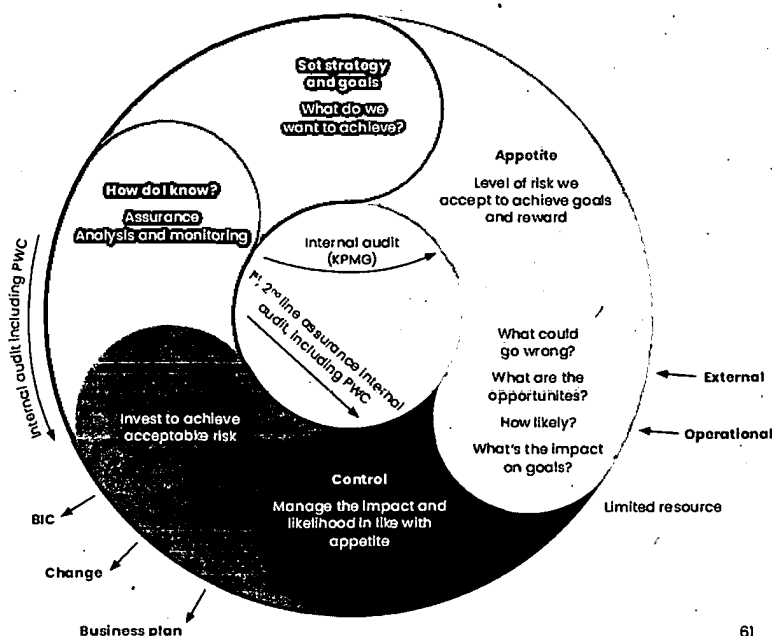 Set strategy
and goals
What do we
want to achieve?
Appetite
Level of risk we
accept to achieve goals
and reward
How do I know?
Assurance
Analysis and monitoring
Internal audit
(KPMG)
1st, 2nd line assurance internal
audit, including PWC
Internal audit including PWC
What could
go wrong?
What are the
opportunites?
How likely?
What's the impact
on goals?
External
Operational
Invest to achieve
acceptable risk
Control
Manage the impact and
likelihood in like with
appetite
Limited resource
BIC
Change
Business plan
61